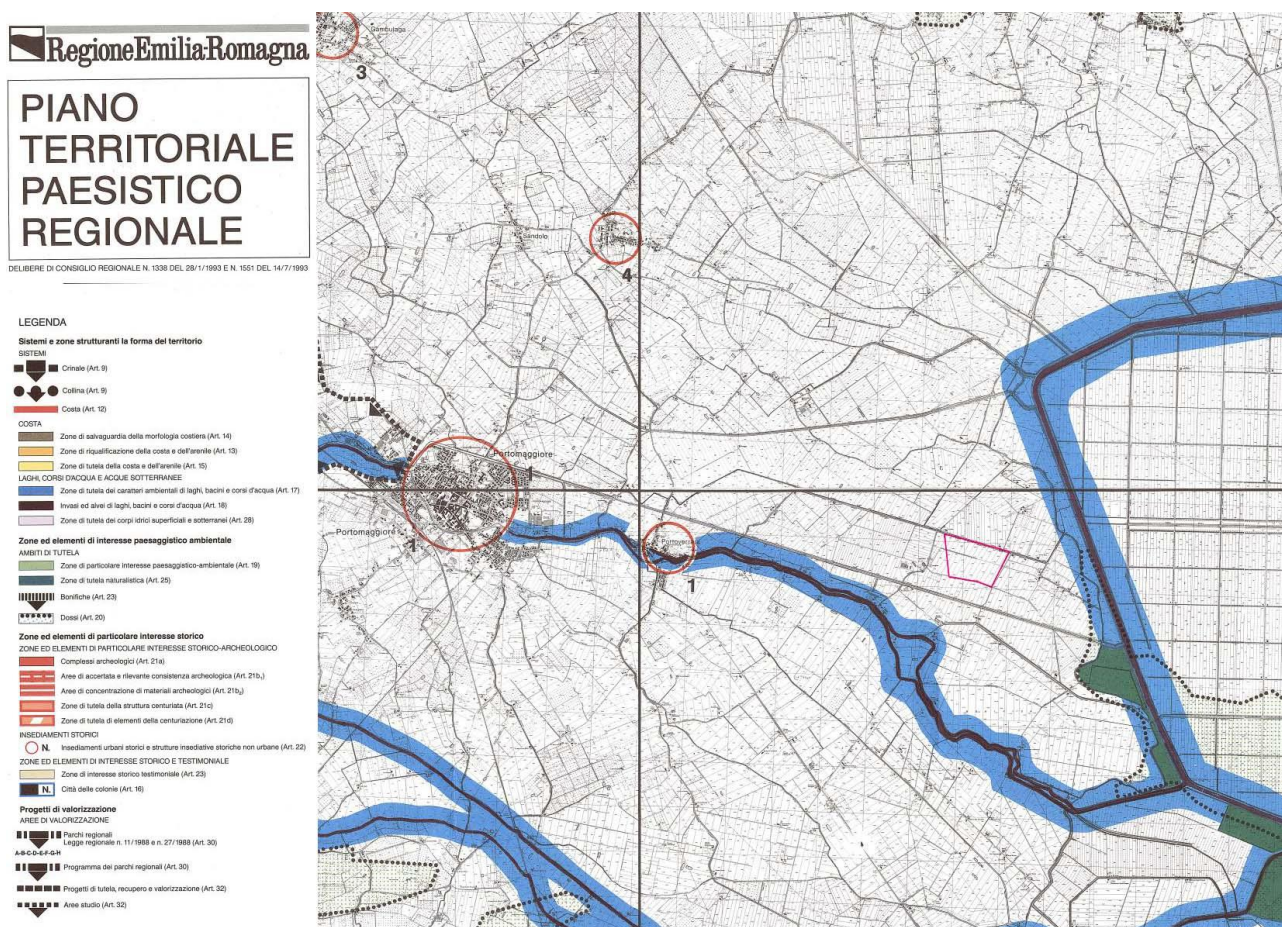 RegioneEmilia-Romagna
PIANO
TERRITORIALE
PAESISTICO
REGIONALE
DELIBERE DI CONSIGLIO REGIONALE N. 1338 DEL 28/1/1993 E N. 1551 DEL 14/7/1993
LEGENDA
Sistemi e zone strutturanti la forma del territorio
SISTEMI
Crinale (Art. 9)
Collina (Art. 9)
Costa (Art. 12)
COSTA
Zone di salvaguardia della morfologia costiera (Art. 14)
Zone di riqualificazione della costa e dell'arenile (Art. 13)
Zone di tutela della costa e dell'arenile (Art. 15)
LAGHI, CORSI D'ACQUA E ACQUE SOTTERRANEE
Zone di tutela dei caratteri ambientali di laghi, bacini e corsi d'acqua (Art. 17)
Invasi ed alvei di laghi, bacini e corsi d'acqua (Art. 18)
Zone di tutela dei corpi idrici superficiali e sotterranei (Art. 28)
Zone ed elementi di interesse paesaggistico ambientale
AMBITI DI TUTELA
Zone di particolare interesse paesaggistico-ambientale (Art. 19)
Zone di tutela naturalistica (Art. 25)
Bonifiche (Art. 23)
Dossi (Art. 20)
Zone ed elementi di particolare interesse storico
ZONE ED ELEMENTI DI PARTICOLARE INTERESSE STORICO-ARCHEOLOGICO
Complessi archeologici (Art. 21a)
Aree di accertata e rilevante consistenza archeologica (Art. 21b₁)
Aree di concentrazione di materiali archeologici (Art. 21b₂)
Zone di tutela della struttura centuriata (Art. 21c)
Zone di tutela di elementi della centuriazione (Art. 21d)
INSEDIAMENTI STORICI
N. Insediamenti urbani storici e strutture insediative storiche non urbane (Art. 22)
ZONE ED ELEMENTI DI INTERESSE STORICO E TESTIMONIALE
Zone di interesse storico testimoniale (Art. 23)
N. Città delle colonie (Art. 16)
Progetti di valorizzazione
AREE DI VALORIZZAZIONE
Parchi regionali
Legge regionale n. 11/1988 e n. 27/1988 (Art. 30)
A-B-C-D-E-F-G-H
Programma dei parchi regionali (Art. 30)
Progetti di tutela, recupero e valorizzazione (Art. 32)
Aree studio (Art. 32)
Gambulaga
3
Sandolo
4
Portomaggiore
Portomaggiore
1
1